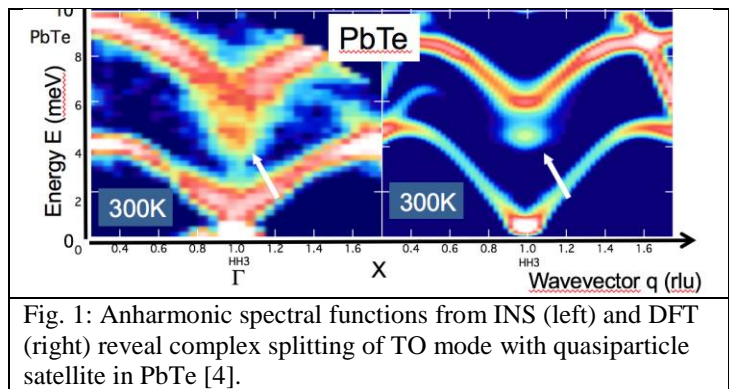 10
PbTe
PbTe
8
6
4
2
0
Energy E (meV)
300K
300K
0.4 0.6 0.8 1.0 1.2 1.4 1.6 0.4 0.6 0.8 1.0 1.2 1.4 1.6
HH3 HH3
Γ X Wavevector q (rlu)
Fig. 1: Anharmonic spectral functions from INS (left) and DFT
(right) reveal complex splitting of TO mode with quasiparticle
satellite in PbTe [4].